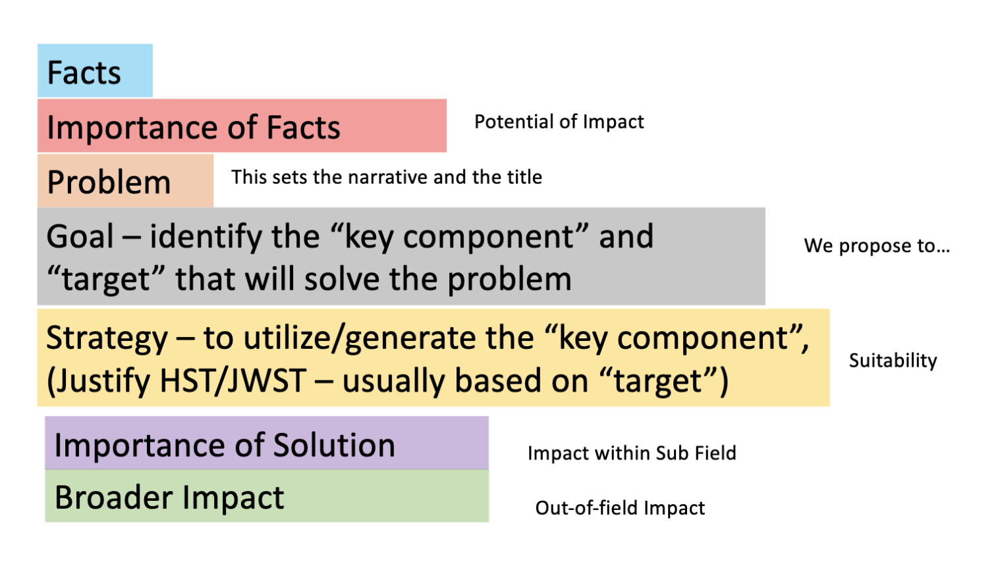 Facts
Importance of Facts
Potential of Impact
Problem
This sets the narrative and the title
Goal – identify the “key component” and
“target” that will solve the problem
We propose to…
Strategy – to utilize/generate the “key component”,
(Justify HST/JWST – usually based on “target”)
Suitability
Importance of Solution
Impact within Sub Field
Broader Impact
Out-of-field Impact